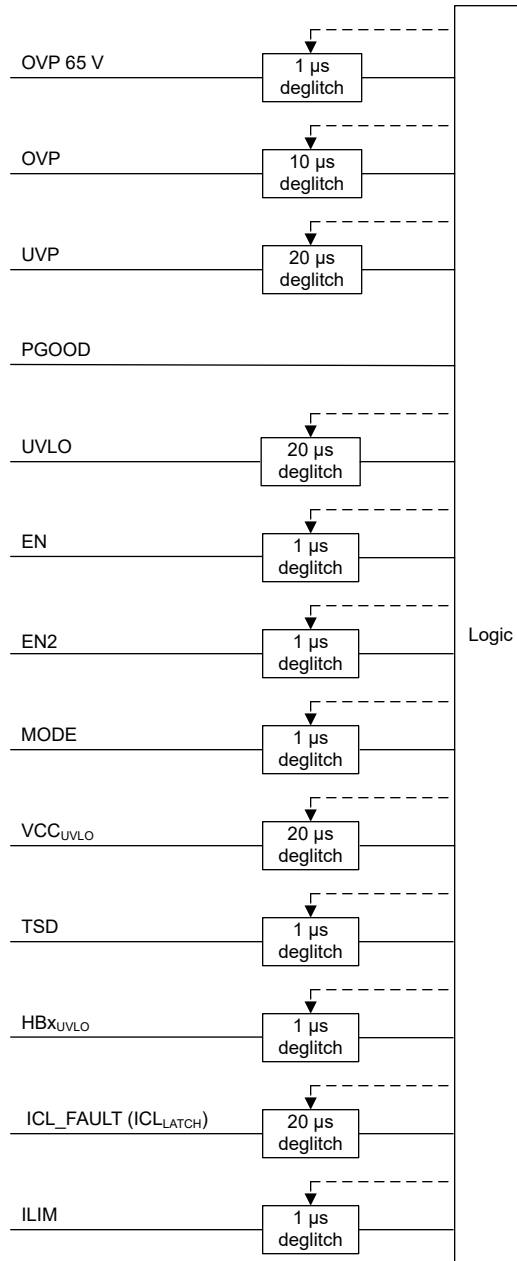 OVP 65 V
1 µs
deglitch
OVP
10 µs
deglitch
UVP
20 µs
deglitch
PGOOD
UVLO
20 µs
deglitch
EN
1 µs
deglitch
EN2
1 µs
deglitch
Logic
MODE
1 µs
deglitch
VCCUVLO
20 µs
deglitch
TSD
1 µs
deglitch
HBxUVLO
1 µs
deglitch
ICL_FAULT (ICLLATCH)
20 µs
deglitch
ILIM
1 µs
deglitch